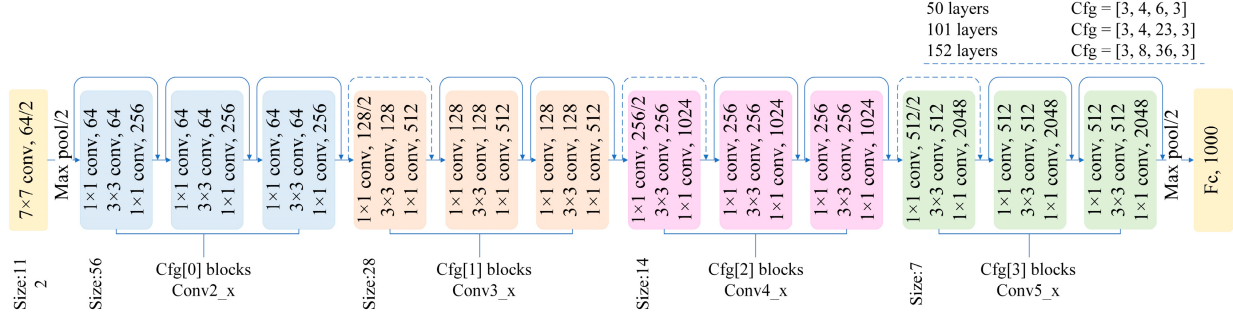 50 layers Cfg = [3, 4, 6, 3]
101 layers Cfg = [3, 4, 23, 3]
152 layers Cfg = [3, 8, 36, 3]
7×7 conv, 64/2
Max pool/2
1×1 conv, 64
3×3 conv, 64
1×1 conv, 256
1×1 conv, 64
3×3 conv, 64
1×1 conv, 256
1×1 conv, 64
3×3 conv, 64
1×1 conv, 256
1×1 conv, 128/2
3×3 conv, 128
1×1 conv, 512
1×1 conv, 128
3×3 conv, 128
1×1 conv, 512
1×1 conv, 128
3×3 conv, 128
1×1 conv, 512
1×1 conv, 256/2
3×3 conv, 256
1×1 conv, 1024
1×1 conv, 256
3×3 conv, 256
1×1 conv, 1024
1×1 conv, 256
3×3 conv, 256
1×1 conv, 1024
1×1 conv, 512/2
3×3 conv, 512
1×1 conv, 2048
1×1 conv, 512
3×3 conv, 512
1×1 conv, 2048
1×1 conv, 512
3×3 conv, 512
1×1 conv, 2048
Max pool/2
Fc, 1000
Size:11
2
Size:56
Cfg[0] blocks
Conv2_x
Size:28
Cfg[1] blocks
Conv3_x
Size:14
Cfg[2] blocks
Conv4_x
Size:7
Cfg[3] blocks
Conv5_x